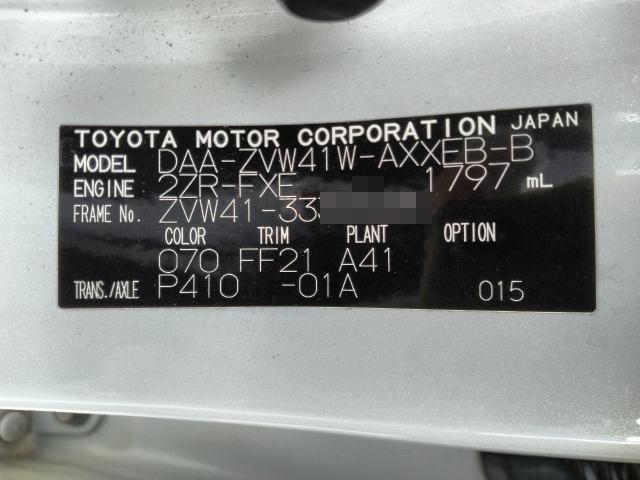 TOYOTA MOTOR CORPORATION JAPAN
MODEL DAA-ZVW41W-AXXEB-B
ENGINE 2ZR-FXE 1797 mL
FRAME No. ZVW41-33
COLOR TRIM PLANT OPTION
070 FF21 A41
TRANS./AXLE P410 -01A 015